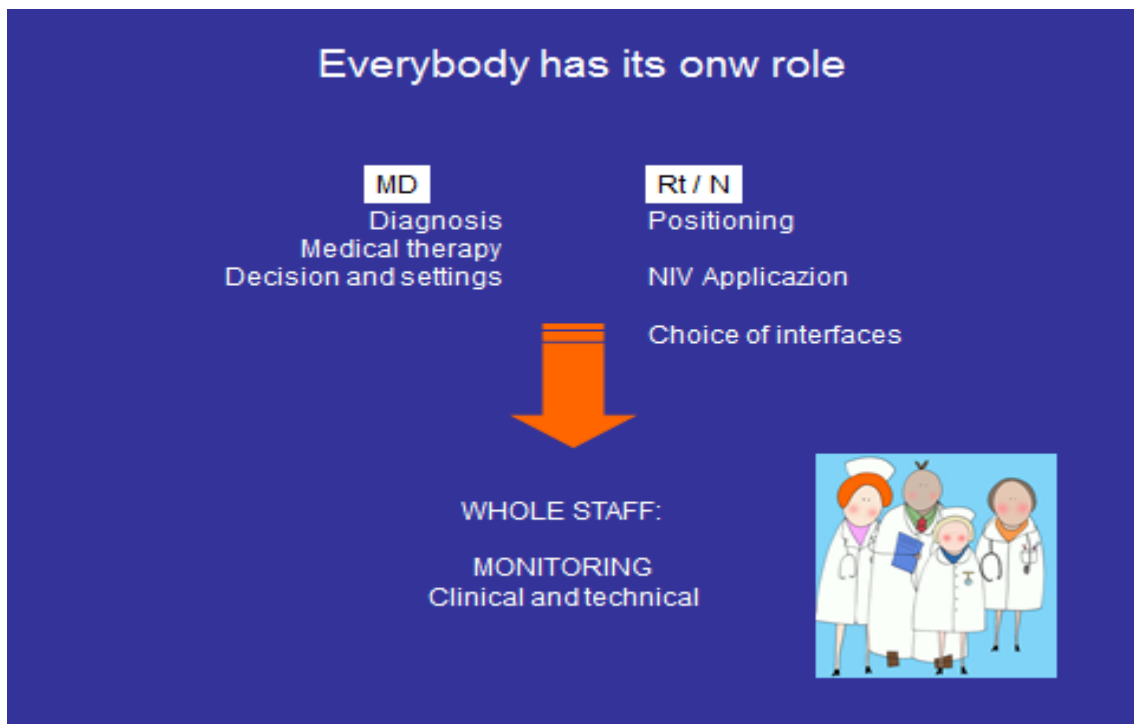 Everybody has its onw role
MD
Diagnosis
Medical therapy
Decision and settings
Rt / N
Positioning
NIV Applicazion
Choice of interfaces
WHOLE STAFF:
MONITORING
Clinical and technical